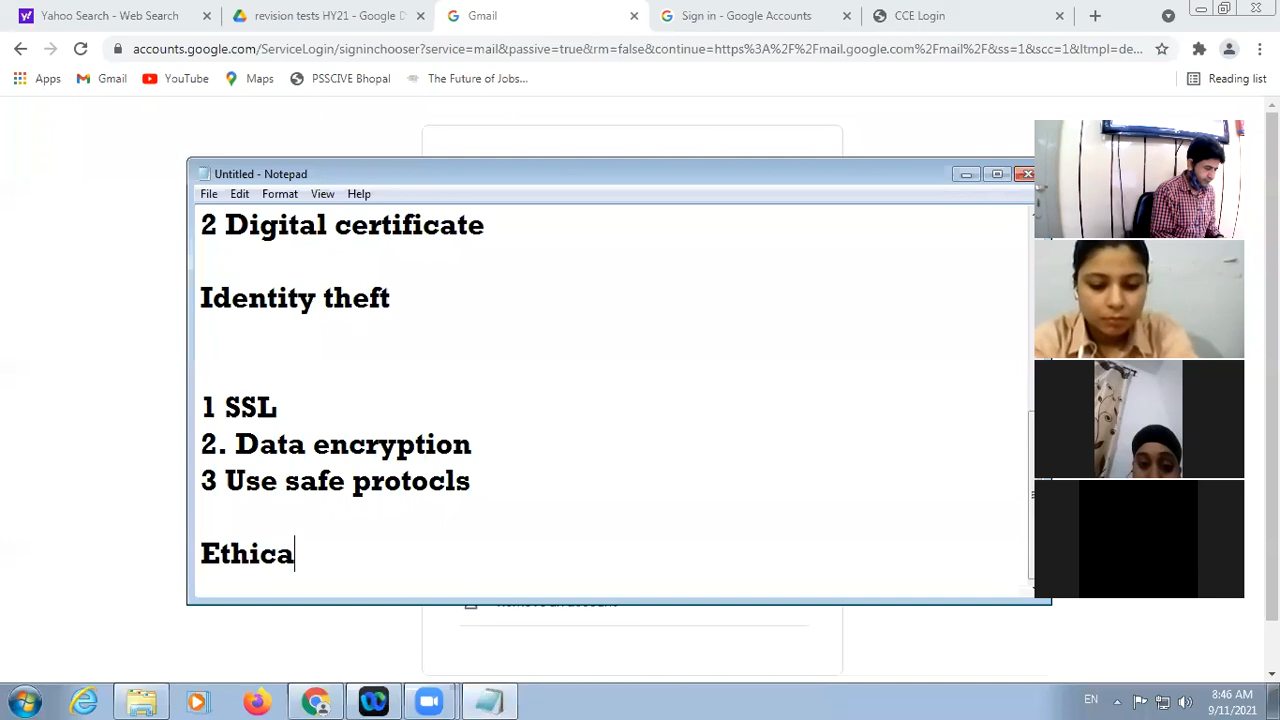 Yahoo Search - Web Search
revision tests HY21 - Google D
Gmail
Sign in - Google Accounts
CCE Login
accounts.google.com/ServiceLogin/signinchooser?service=mail&passive=true&rm=false&continue=https%3A%2F%2Fmail.google.com%2Fmail%2F&ss=1&scc=1&ltmpl=de...
Apps Gmail YouTube Maps PSSCIVE Bhopal The Future of Jobs... Reading list
Untitled - Notepad
File Edit Format View Help
2 Digital certificate
Identity theft
1 SSL
2. Data encryption
3 Use safe protocls
Ethica
Remove an account
EN
8:46 AM
9/11/2021